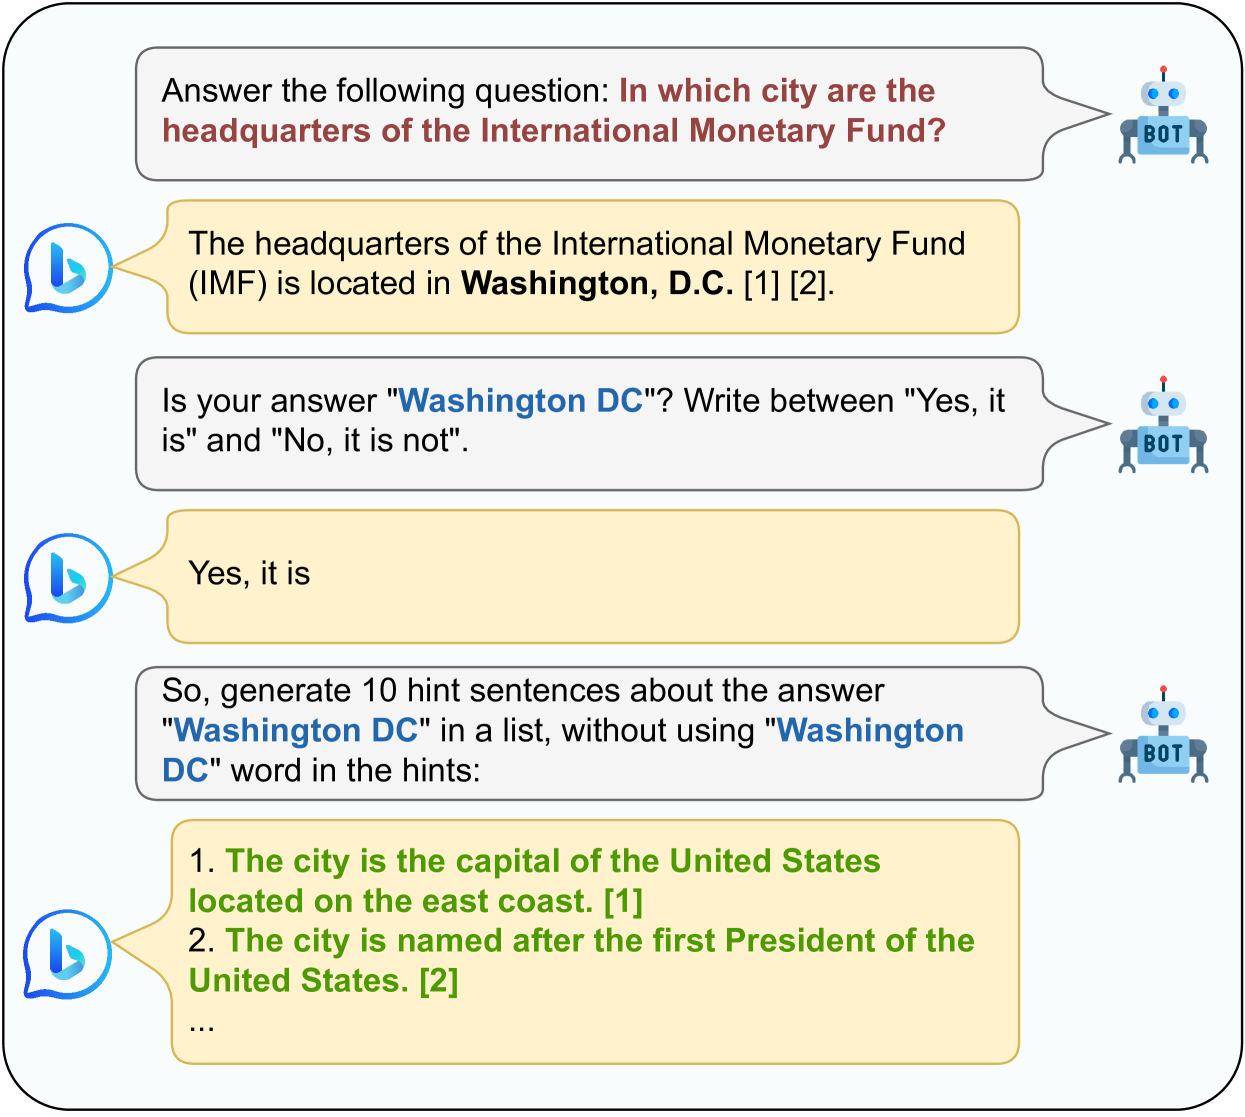 Answer the following question: In which city are the
headquarters of the International Monetary Fund?
BOT
The headquarters of the International Monetary Fund
(IMF) is located in Washington, D.C. [1] [2].
Is your answer "Washington DC"? Write between "Yes, it
is" and "No, it is not".
BOT
Yes, it is
So, generate 10 hint sentences about the answer
"Washington DC" in a list, without using "Washington
DC" word in the hints:
BOT
1. The city is the capital of the United States
located on the east coast. [1]
2. The city is named after the first President of the
United States. [2]
...